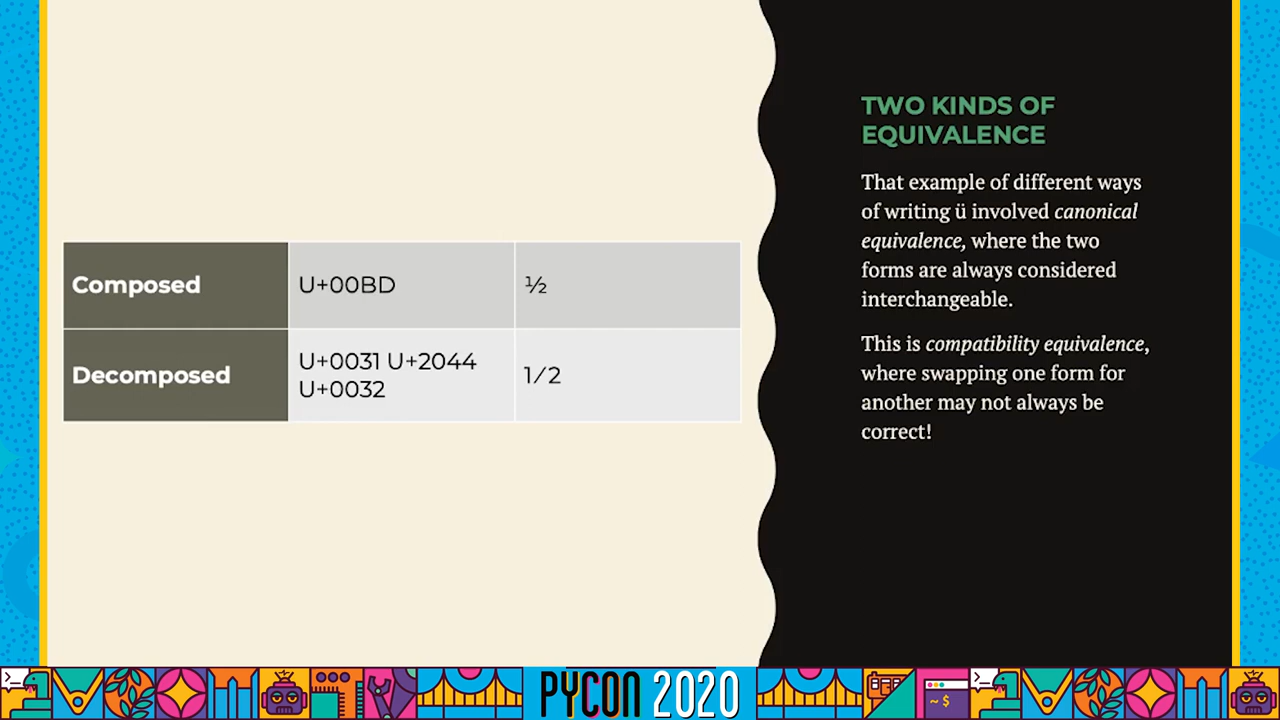 Composed U+00BD ½
Decomposed U+0031 U+2044 U+0032 1⁄2
TWO KINDS OF
EQUIVALENCE
That example of different ways
of writing ü involved canonical
equivalence, where the two
forms are always considered
interchangeable.
This is compatibility equivalence,
where swapping one form for
another may not always be
correct!
~ $
PYCON 2020